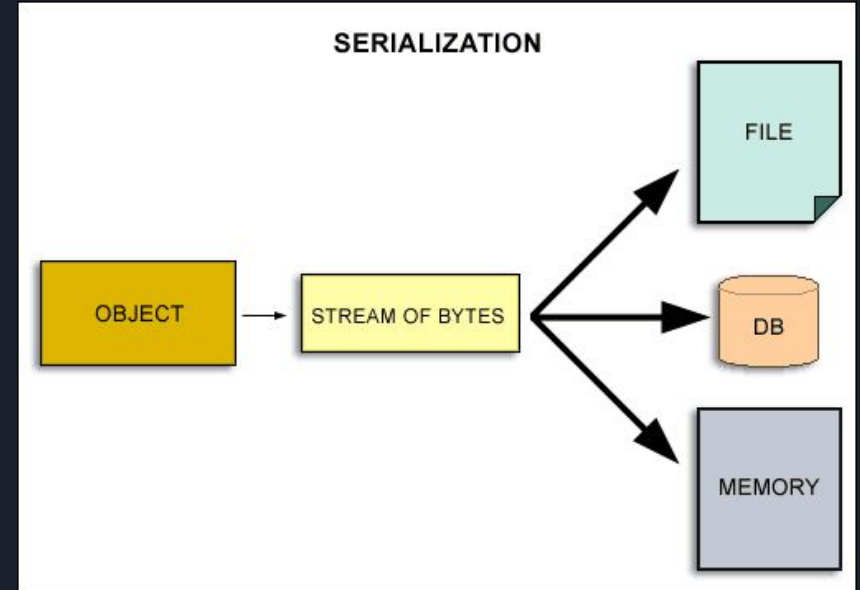 SERIALIZATION
FILE
OBJECT
STREAM OF BYTES
DB
MEMORY